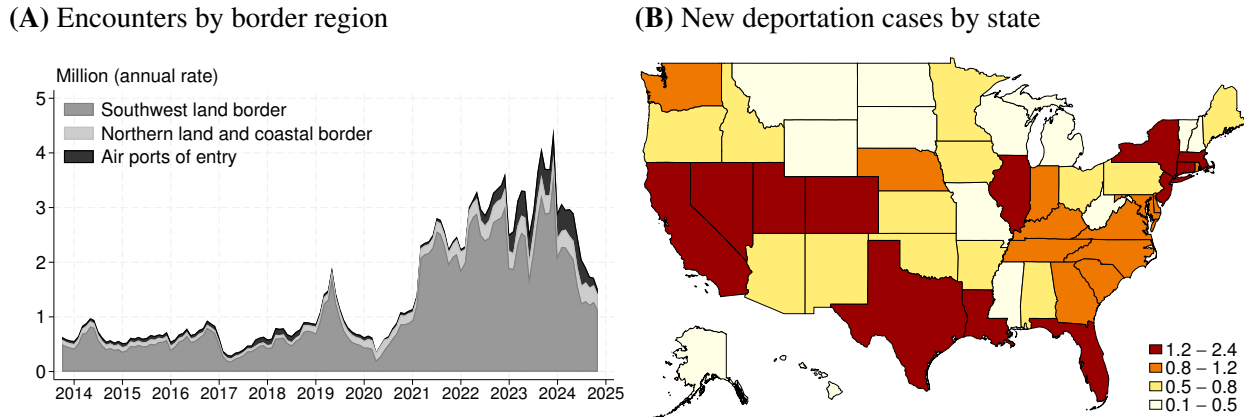 (A) Encounters by border region
Million (annual rate)
5
Southwest land border
Northern land and coastal border
4
Air ports of entry
3
2
1
0
2014 2015 2016 2017 2018 2019 2020 2021 2022 2023 2024 2025
(B) New deportation cases by state
1.2 − 2.4
0.8 − 1.2
0.5 − 0.8
0.1 − 0.5